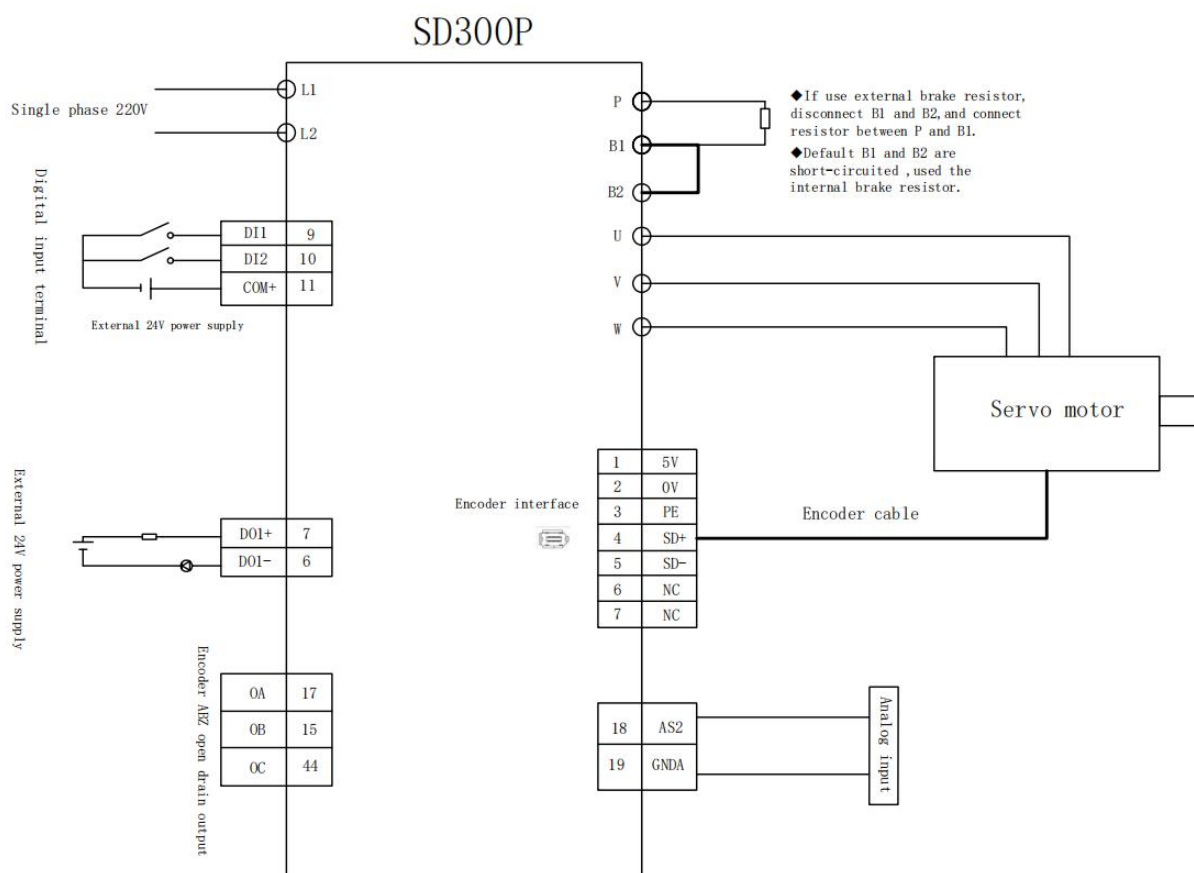 SD300P
Single phase 220V
L1
L2
Digital input terminal
DI1 9
DI2 10
COM+ 11
External 24V power supply
External 24V power supply
DO1+ 7
DO1- 6
Encoder ABZ open drain output
OA 17
OB 15
OC 44
P
B1
B2
U
V
W
◆If use external brake resistor,
disconnect B1 and B2, and connect
resistor between P and B1.
◆Default B1 and B2 are
short-circuited ,used the
internal brake resistor.
Servo motor
Encoder interface
1 5V
2 0V
3 PE
4 SD+
5 SD-
6 NC
7 NC
Encoder cable
18 AS2
19 GNDA
Analog input